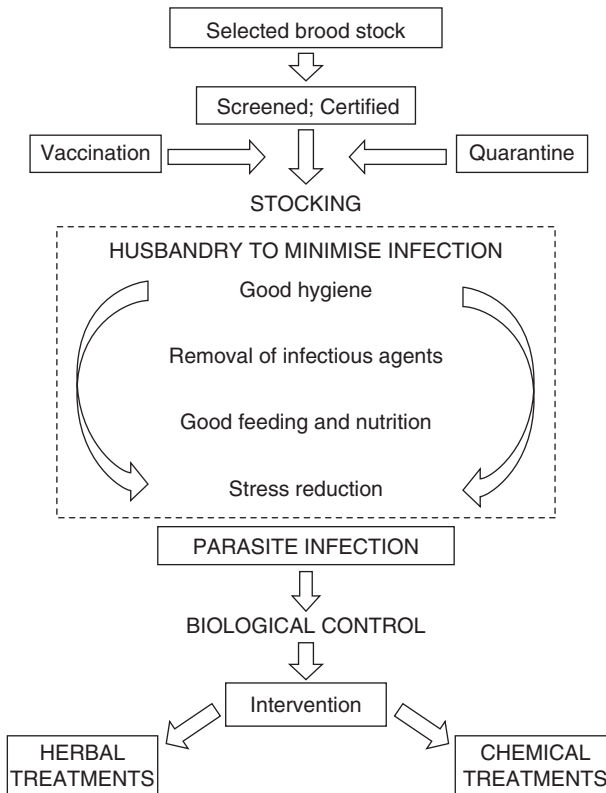 Selected brood stock
Screened; Certified
Vaccination
Quarantine
STOCKING
HUSBANDRY TO MINIMISE INFECTION
Good hygiene
Removal of infectious agents
Good feeding and nutrition
Stress reduction
PARASITE INFECTION
BIOLOGICAL CONTROL
Intervention
HERBAL
TREATMENTS
CHEMICAL
TREATMENTS